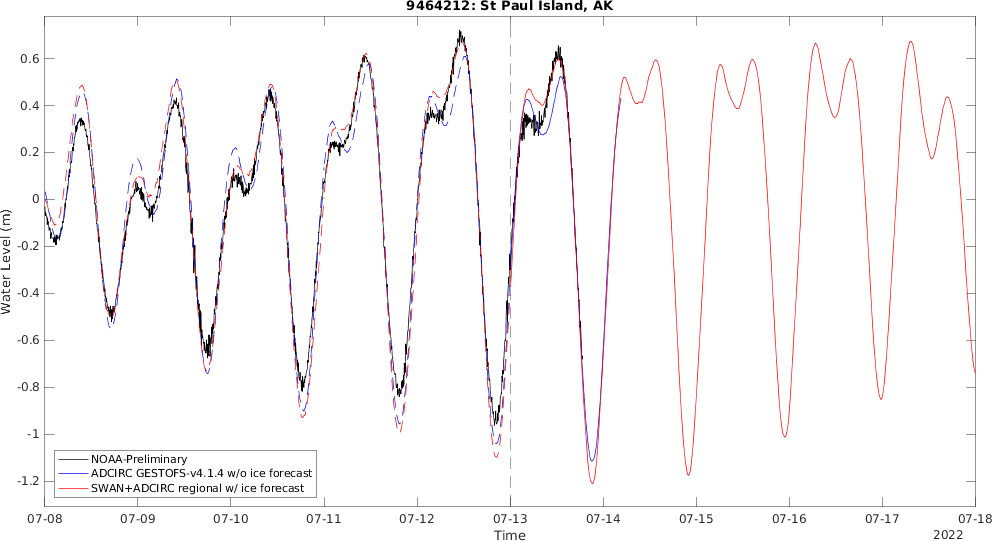 9464212: St Paul Island, AK
0.6
0.4
0.2
0
-0.2
-0.4
-0.6
-0.8
-1
-1.2
Water Level (m)
NOAA-Preliminary
ADCIRC GESTOFS-v4.1.4 w/o ice forecast
SWAN+ADCIRC regional w/ ice forecast
07-08 07-09 07-10 07-11 07-12 07-13 07-14 07-15 07-16 07-17 07-18
Time
2022